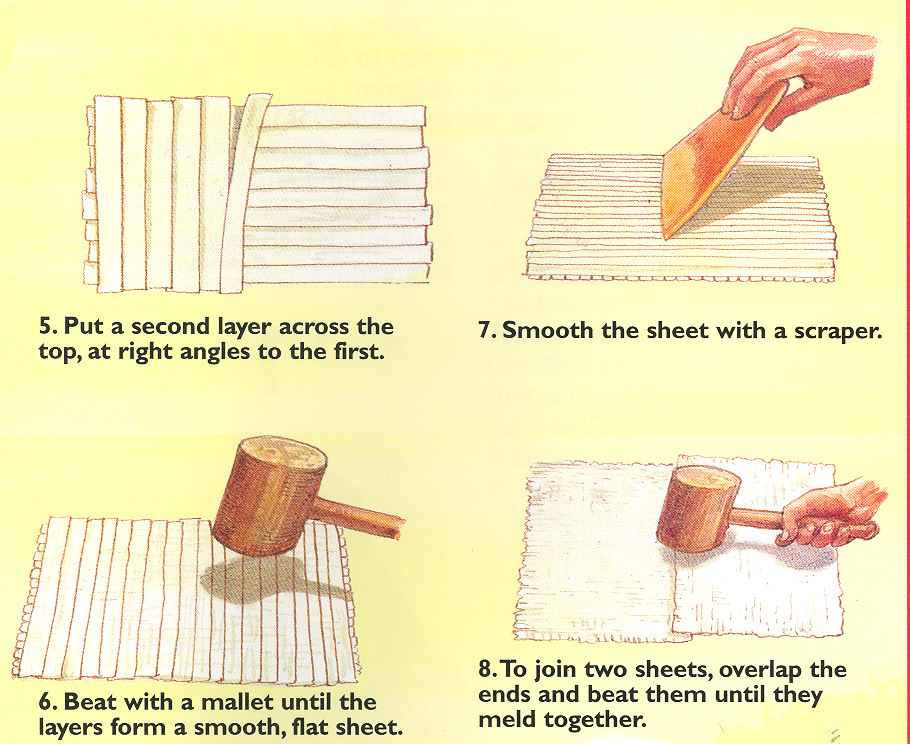 5. Put a second layer across the
top, at right angles to the first.
6. Beat with a mallet until the
layers form a smooth, flat sheet.
7. Smooth the sheet with a scraper.
8. To join two sheets, overlap the
ends and beat them until they
meld together.